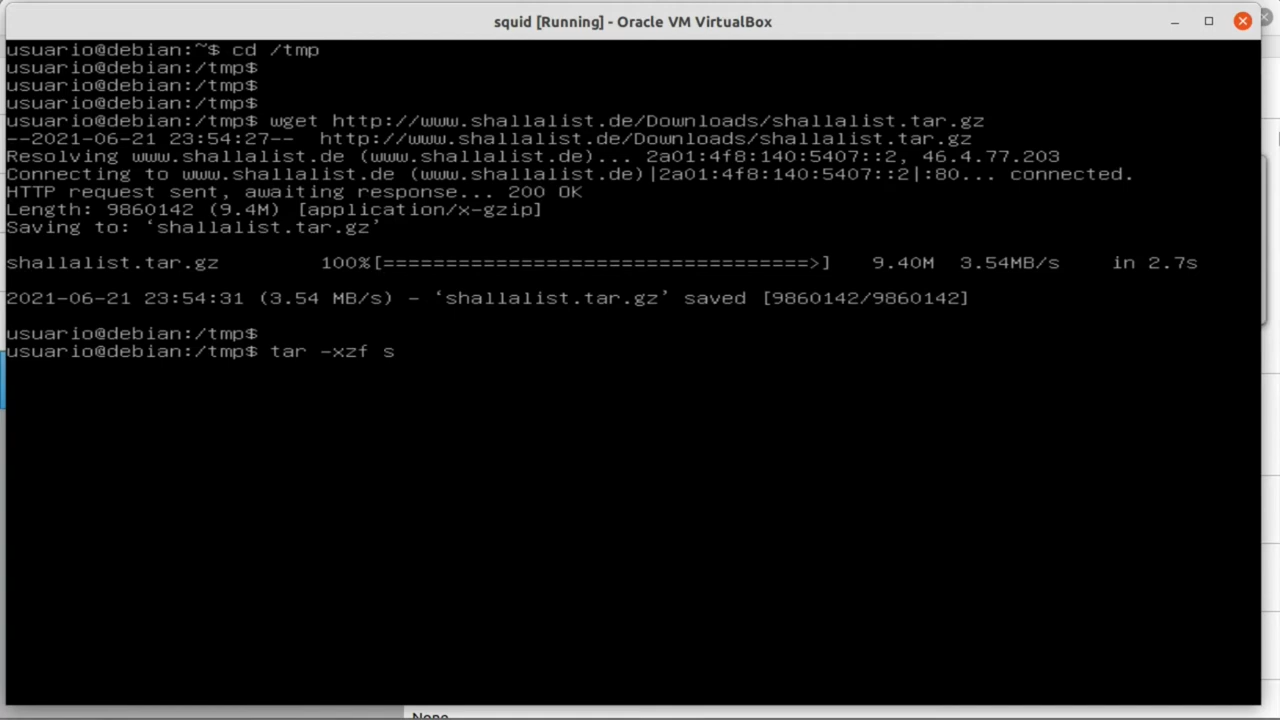 squid [Running] - Oracle VM VirtualBox
usuario@debian:~$ cd /tmp
usuario@debian:/tmp$
usuario@debian:/tmp$
usuario@debian:/tmp$
usuario@debian:/tmp$ wget http://www.shallalist.de/Downloads/shallalist.tar.gz
--2021-06-21 23:54:27--  http://www.shallalist.de/Downloads/shallalist.tar.gz
Resolving www.shallalist.de (www.shallalist.de)... 2a01:4f8:140:5407::2, 46.4.77.203
Connecting to www.shallalist.de (www.shallalist.de)|2a01:4f8:140:5407::2|:80... connected.
HTTP request sent, awaiting response... 200 OK
Length: 9860142 (9.4M) [application/x-gzip]
Saving to: ‘shallalist.tar.gz’
shallalist.tar.gz 100%[==================================>] 9.40M 3.54MB/s in 2.7s
2021-06-21 23:54:31 (3.54 MB/s) - ‘shallalist.tar.gz’ saved [9860142/9860142]
usuario@debian:/tmp$
usuario@debian:/tmp$ tar -xzf s
None